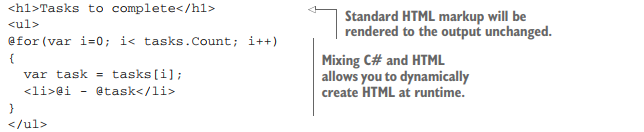 <h1>Tasks to complete</h1>
<ul>
@for(var i=0; i< tasks.Count; i++)
{
  var task = tasks[i];
  <li>@i - @task</li>
}
</ul>
Standard HTML markup will be
rendered to the output unchanged.
Mixing C# and HTML
allows you to dynamically
create HTML at runtime.